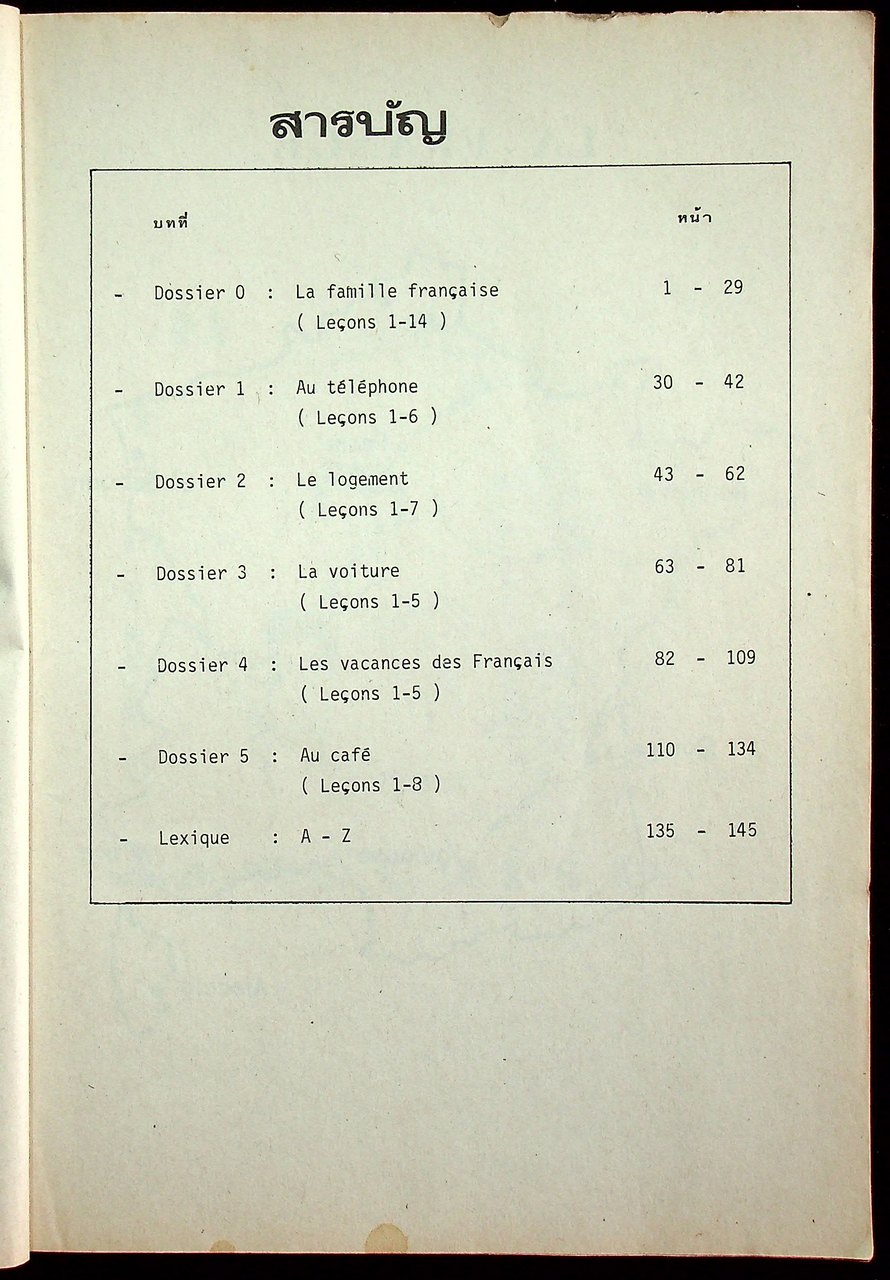 สารบัญ
บทที่ หน้า
- Dossier 0 : La famille française 1 - 29
( Leçons 1-14 )
- Dossier 1 : Au téléphone 30 - 42
( Leçons 1-6 )
- Dossier 2 : Le logement 43 - 62
( Leçons 1-7 )
- Dossier 3 : La voiture 63 - 81
( Leçons 1-5 )
- Dossier 4 : Les vacances des Français 82 - 109
( Leçons 1-5 )
- Dossier 5 : Au café 110 - 134
( Leçons 1-8 )
- Lexique : A - Z 135 - 145